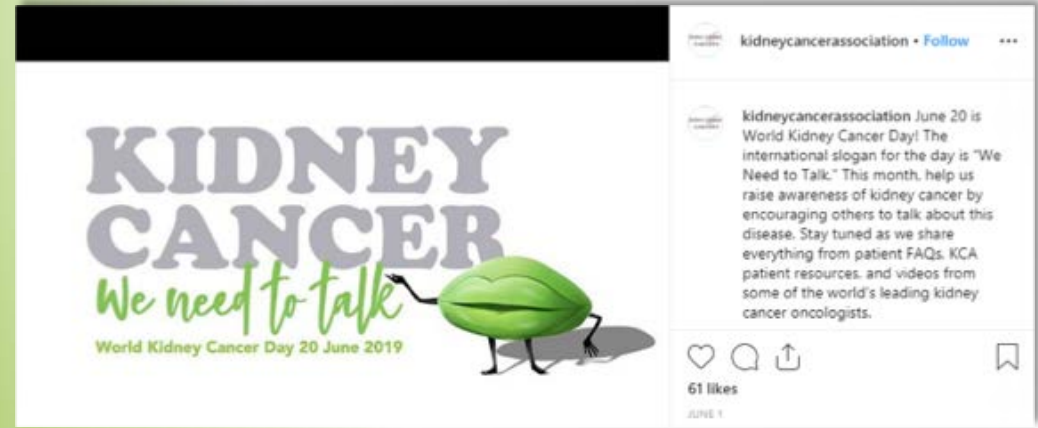 KIDNEY
CANCER
We need to talk
World Kidney Cancer Day 20 June 2019
kidneycancerassociation • Follow
kidneycancerassociation June 20 is
World Kidney Cancer Day! The
international slogan for the day is "We
Need to Talk." This month, help us
raise awareness of kidney cancer by
encouraging others to talk about this
disease. Stay tuned as we share
everything from patient FAQs, KCA
patient resources, and videos from
some of the world's leading kidney
cancer oncologists.
61 likes
JUNE 1